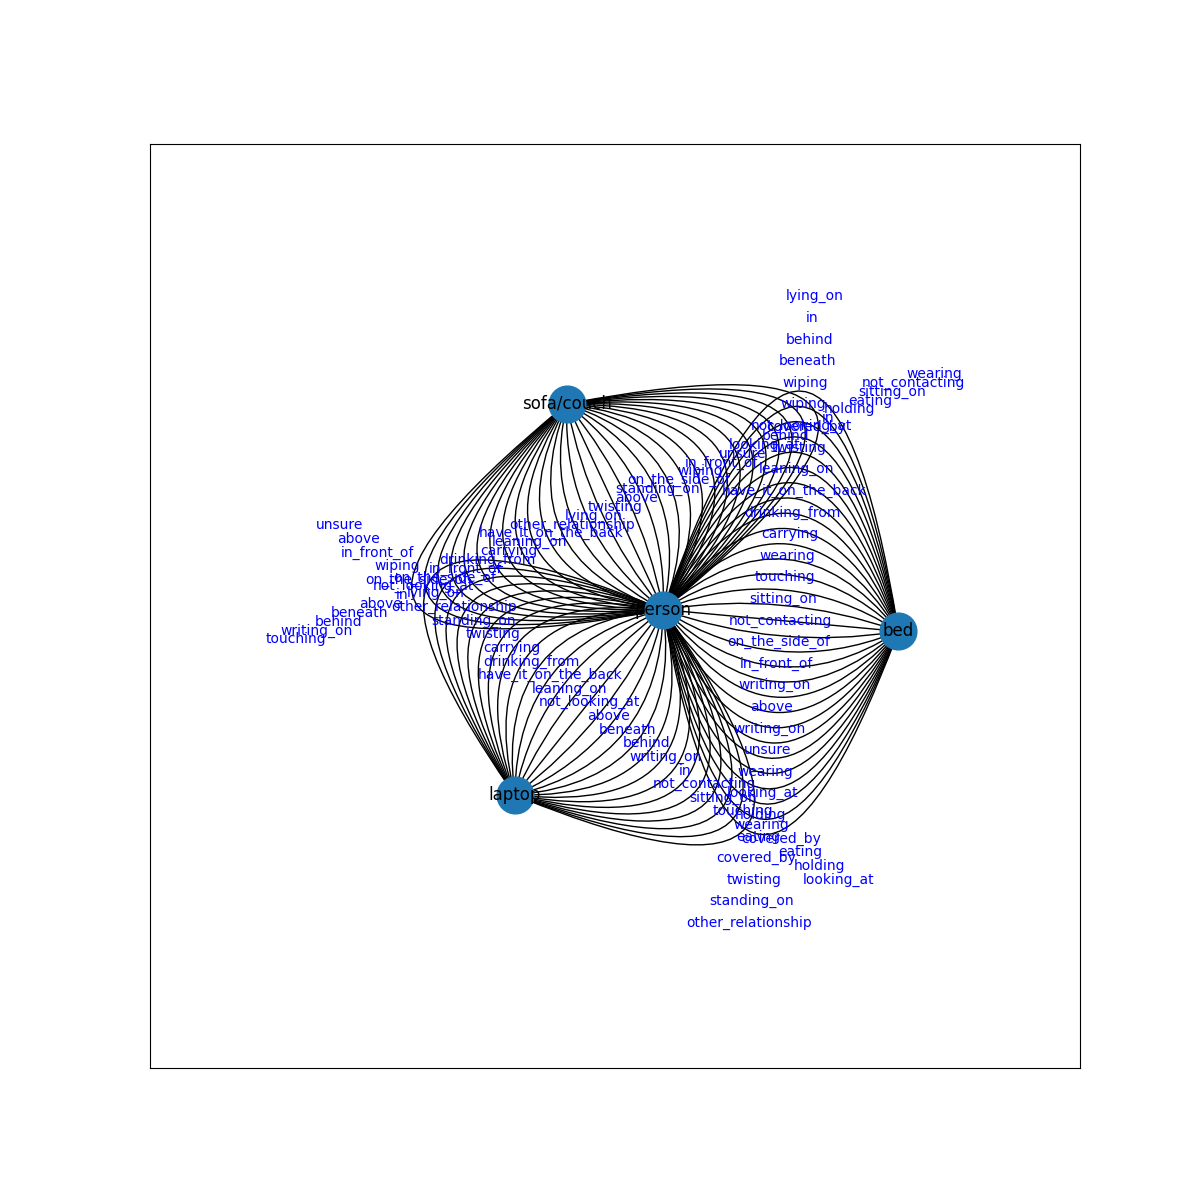 lying_on
in
behind
beneath
wearing
wiping
not_contacting
sitting_on
eating
wiping
sofa/couch
holding
in
not_looking_at
covered_by
behind
looking_at
twisting
unsure
in_front_of
leaning_on
wiping
on_the_side_of
standing_on
have_it_on_the_back
above
twisting
drinking_from
lying_on
unsure
other_relationship
have_it_on_the_back
carrying
above
leaning_on
in_front_of
carrying
wearing
drinking_from
wiping
in_front_of
touching
on_the_side_of
on_the_side_of
not_looking_at
lying_on
sitting_on
above
other_relationship
person
beneath
behind
standing_on
not_contacting
writing_on
twisting
bed
touching
on_the_side_of
carrying
drinking_from
in_front_of
have_it_on_the_back
writing_on
leaning_on
not_looking_at
above
above
beneath
writing_on
behind
unsure
writing_on
in
wearing
not_contacting
looking_at
laptop
sitting_on
touching
holding
wearing
eating
covered_by
eating
covered_by
holding
twisting
looking_at
standing_on
other_relationship